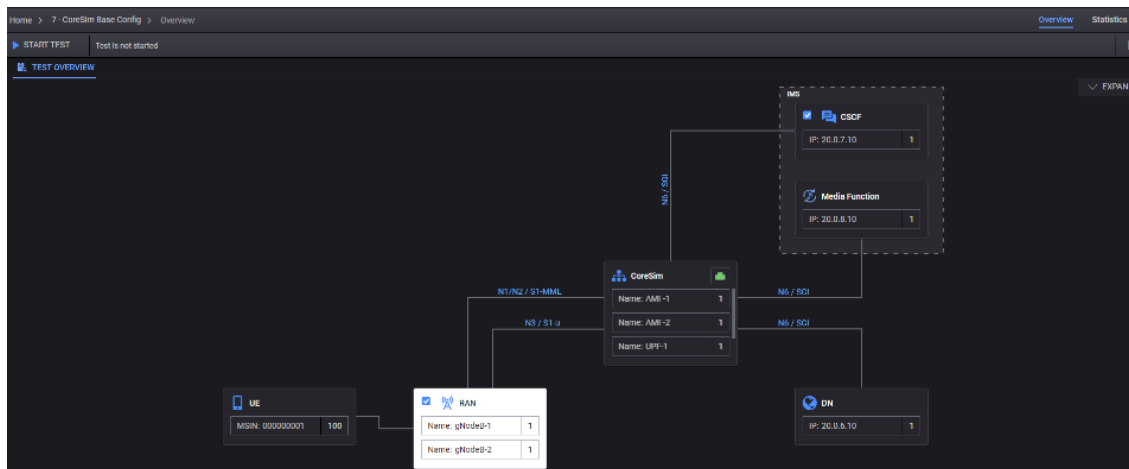 Home > 7 - CoreSim Base Config > Overview
Overview Statistics
START TEST Test is not started
TEST OVERVIEW
EXPAN
IMS
CSCF
IP: 20.0.7.10 1
N6 / SGI
Media Function
IP: 20.0.8.10 1
CoreSim
N1/N2 / S1-MML
Name: AMF-1 1
N6 / SGI
N3 / S1-u
Name: AMF-2 1
N6 / SGI
Name: UPF-1 1
UE
MSIN: 000000001 100
RAN
Name: gNodeB-1 1
Name: gNodeB-2 1
DN
IP: 20.0.6.10 1